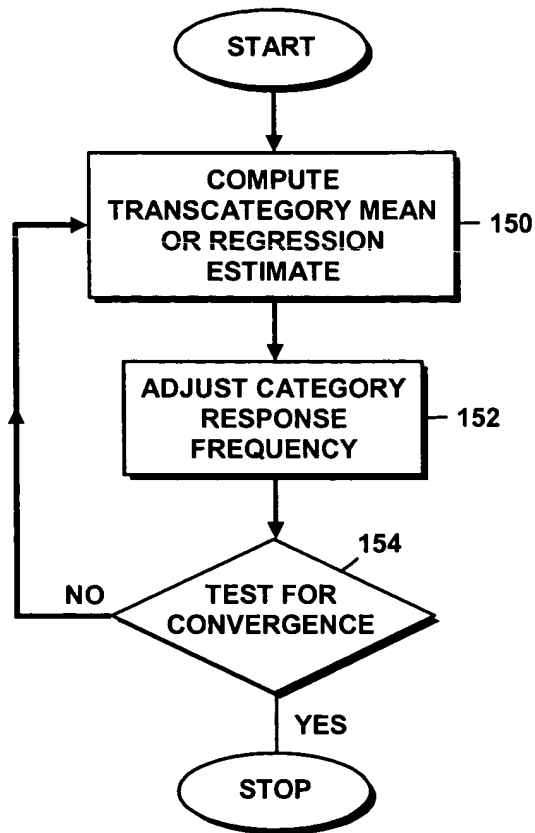 START
COMPUTE
TRANSCATEGORY MEAN
OR REGRESSION
ESTIMATE
150
ADJUST CATEGORY
RESPONSE
FREQUENCY
152
154
TEST FOR
CONVERGENCE
NO
YES
STOP